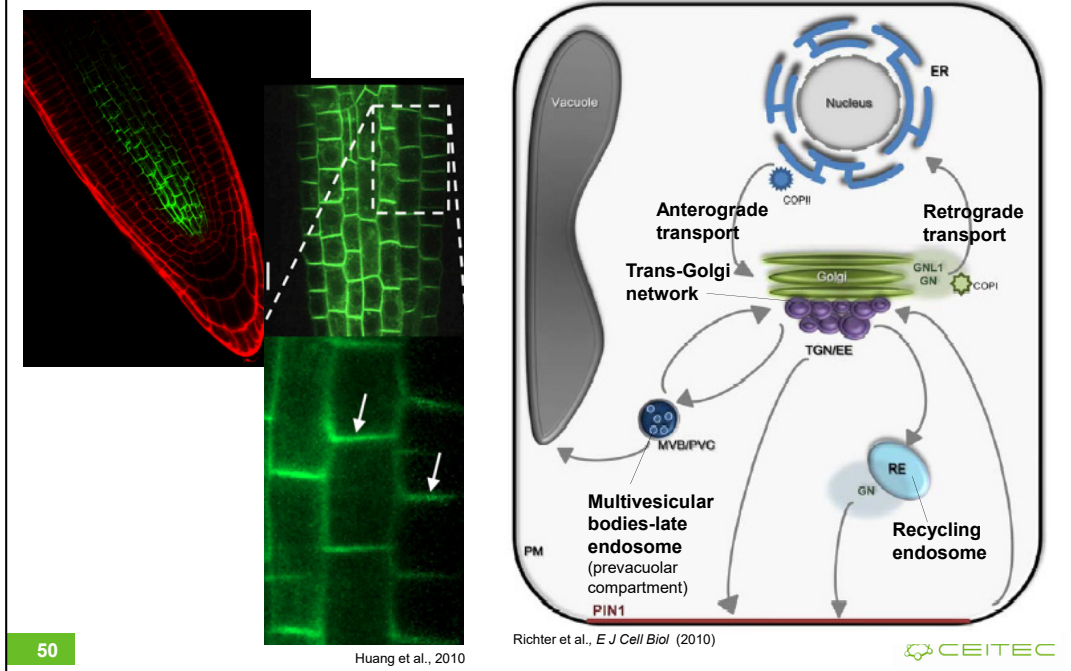 Vacuole
ER
Nucleus
COPII
Anterograde
transport
Retrograde
transport
Trans-Golgi
network
Golgi
GNL1
GN
COPI
TGN/EE
MVB/PVC
RE
GN
Multivesicular
bodies-late
endosome
(prevacuolar
compartment)
Recycling
endosome
PM
PIN1
Richter et al., E J Cell Biol (2010)
50
Huang et al., 2010
CEITEC